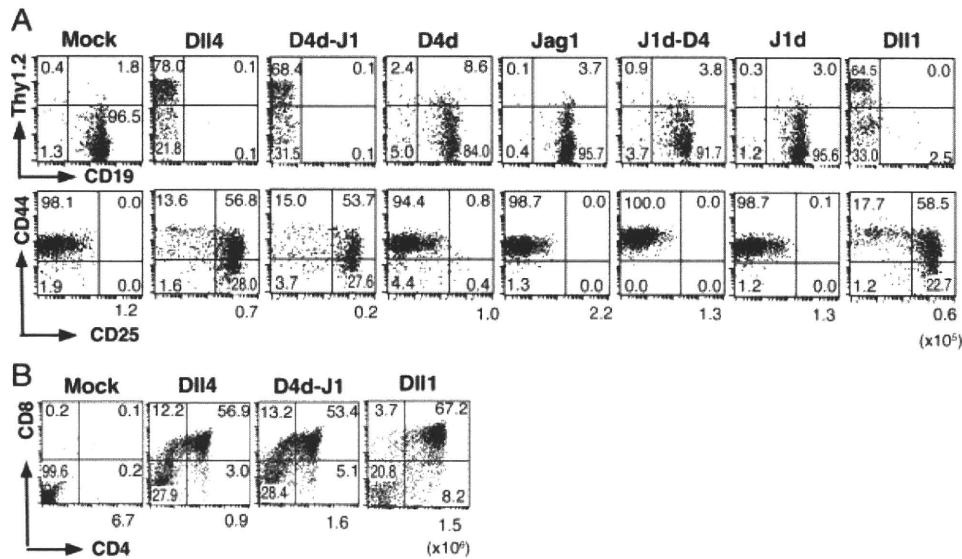 A
Mock Dll4 D4d-J1 D4d Jag1 J1d-D4 J1d Dll1
Thy1.2
0.4 1.8 78.0 0.1 68.4 0.1 2.4 8.6 0.1 3.7 0.9 3.8 0.3 3.0 64.5 0.0
96.5
1.3 21.8 0.1 31.5 0.1 5.0 84.0 0.4 95.7 3.7 91.7 1.2 95.6 33.0 2.5
CD19
CD44
98.1 0.0 13.6 56.8 15.0 53.7 94.4 0.8 98.7 0.0 100.0 0.0 98.7 0.1 17.7 58.5
1.9 0.0 1.6 28.0 3.7 27.6 4.4 0.4 1.3 0.0 0.0 0.0 1.2 0.0 1.2 22.7
1.2 0.7 0.2 1.0 2.2 1.3 1.3 0.6
CD25
(x10⁵)
B
Mock Dll4 D4d-J1 Dll1
CD8
0.2 0.1 12.2 56.9 13.2 53.4 3.7 67.2
99.6 0.2 3.0 5.1 20.8
27.9 28.4 8.2
6.7 0.9 1.6 1.5
CD4
(x10⁶)